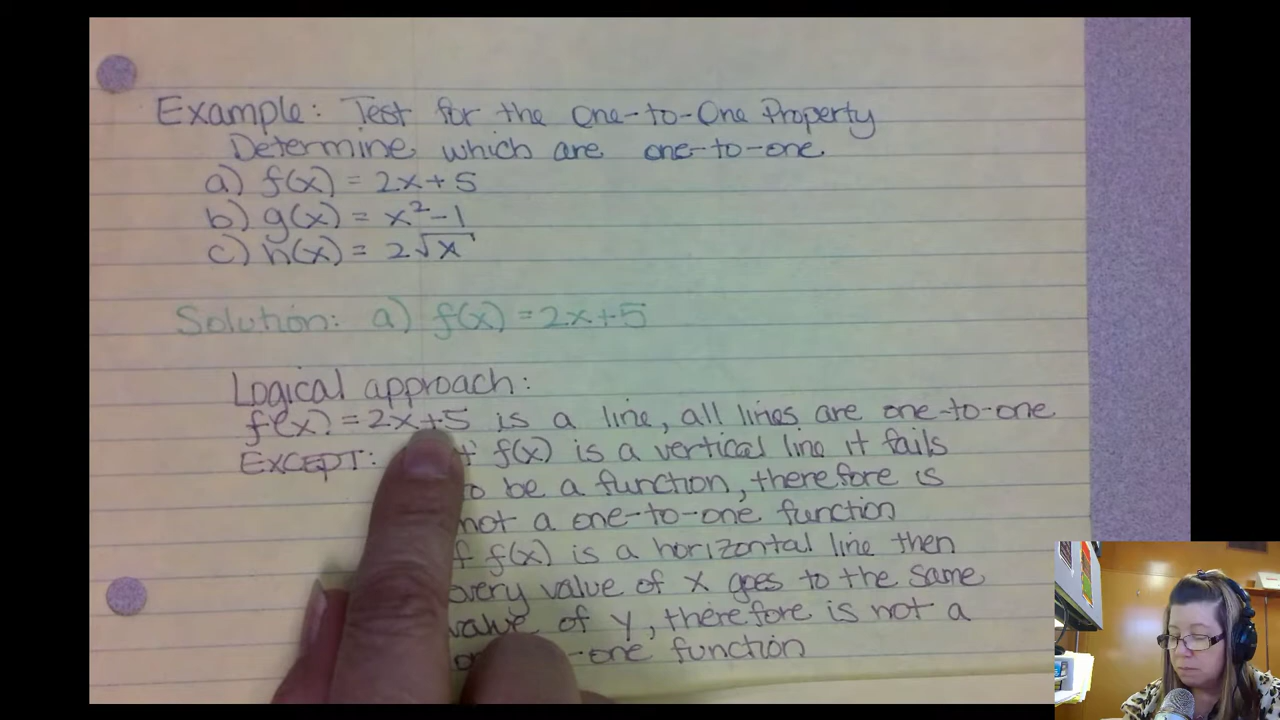 Example: Test for the One-to-One Property
Determine which are one-to-one
a) f(x) = 2x+5
b) g(x) = x²-1
c) h(x) = 2√x
Solution: a) f(x) = 2x+5
Logical approach:
f(x) = 2x+5 is a line, all lines are one-to-one
EXCEPT: f(x) is a vertical line it fails
be a function, therefore is
not a one-to-one function
f(x) is a horizontal line then
every value of x goes to the same
value of y, therefore is not a
-one function